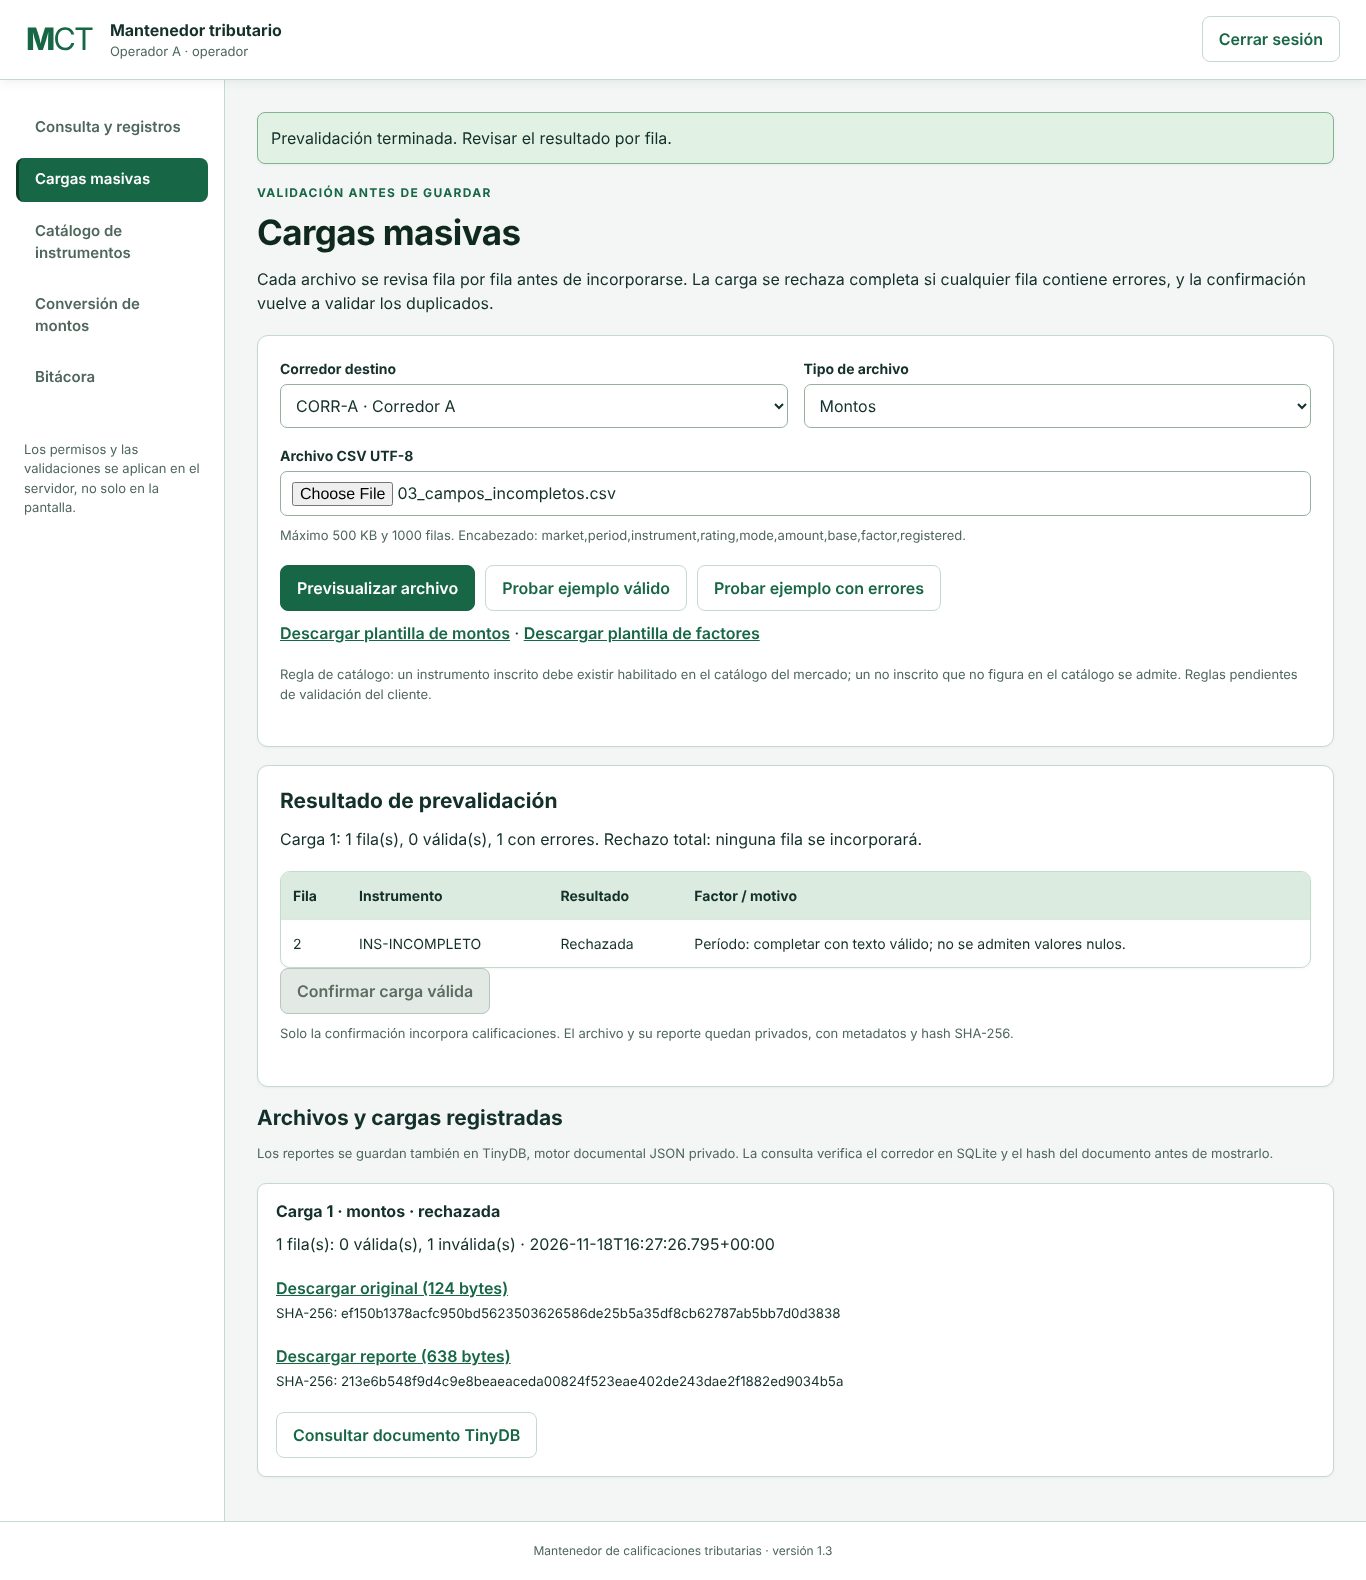 MCT
Mantenedor tributario
Operador A · operador
Cerrar sesión
Consulta y registros
Cargas masivas
Catálogo de
instrumentos
Conversión de
montos
Bitácora
Los permisos y las
validaciones se aplican en el
servidor, no solo en la
pantalla.
Prevalidación terminada. Revisar el resultado por fila.
VALIDACIÓN ANTES DE GUARDAR
Cargas masivas
Cada archivo se revisa fila por fila antes de incorporarse. La carga se rechaza completa si cualquier fila contiene errores, y la confirmación
vuelve a validar los duplicados.
Corredor destino
Tipo de archivo
CORR-A · Corredor A
Montos
Archivo CSV UTF-8
Choose File 03_campos_incompletos.csv
Máximo 500 KB y 1000 filas. Encabezado: market,period,instrument,rating,mode,amount,base,factor,registered.
Previsualizar archivo
Probar ejemplo válido
Probar ejemplo con errores
Descargar plantilla de montos · Descargar plantilla de factores
Regla de catálogo: un instrumento inscrito debe existir habilitado en el catálogo del mercado; un no inscrito que no figura en el catálogo se admite. Reglas pendientes
de validación del cliente.
Resultado de prevalidación
Carga 1: 1 fila(s), 0 válida(s), 1 con errores. Rechazo total: ninguna fila se incorporará.
Fila Instrumento Resultado Factor / motivo
2 INS-INCOMPLETO Rechazada Período: completar con texto válido; no se admiten valores nulos.
Confirmar carga válida
Solo la confirmación incorpora calificaciones. El archivo y su reporte quedan privados, con metadatos y hash SHA-256.
Archivos y cargas registradas
Los reportes se guardan también en TinyDB, motor documental JSON privado. La consulta verifica el corredor en SQLite y el hash del documento antes de mostrarlo.
Carga 1 · montos · rechazada
1 fila(s): 0 válida(s), 1 inválida(s) · 2026-11-18T16:27:26.795+00:00
Descargar original (124 bytes)
SHA-256: ef150b1378acfc950bd5623503626586de25b5a35df8cb62787ab5bb7d0d3838
Descargar reporte (638 bytes)
SHA-256: 213e6b548f9d4c9e8beaeaceda00824f523eae402de243dae2f1882ed9034b5a
Consultar documento TinyDB
Mantenedor de calificaciones tributarias · versión 1.3